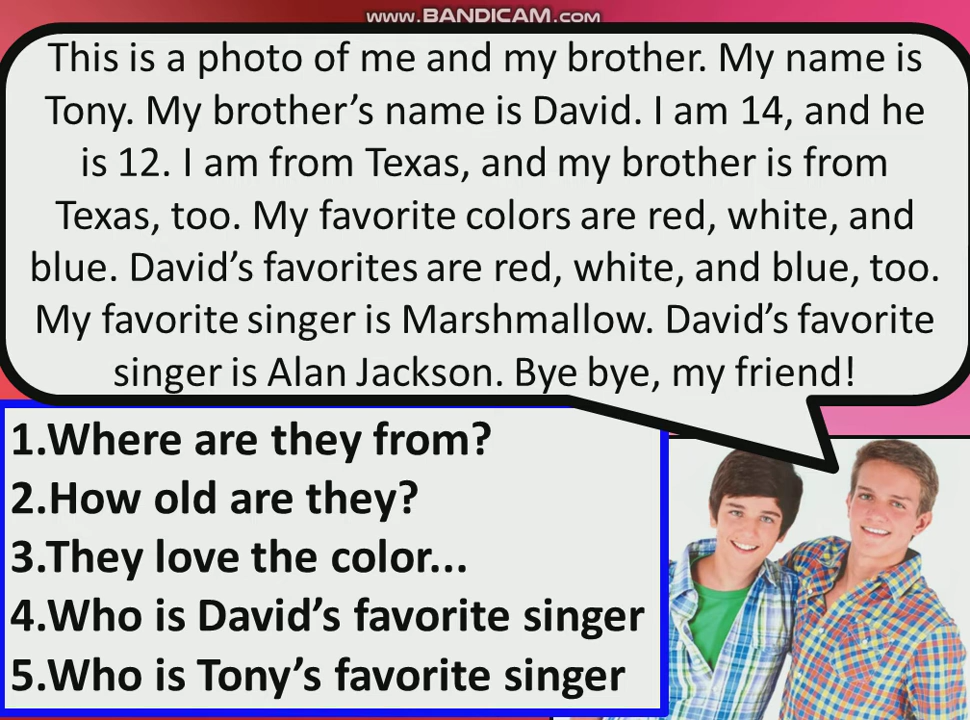 www.BANDICAM.com
This is a photo of me and my brother. My name is
Tony. My brother’s name is David. I am 14, and he
is 12. I am from Texas, and my brother is from
Texas, too. My favorite colors are red, white, and
blue. David’s favorites are red, white, and blue, too.
My favorite singer is Marshmallow. David’s favorite
singer is Alan Jackson. Bye bye, my friend!
1.Where are they from?
2.How old are they?
3.They love the color...
4.Who is David’s favorite singer
5.Who is Tony’s favorite singer